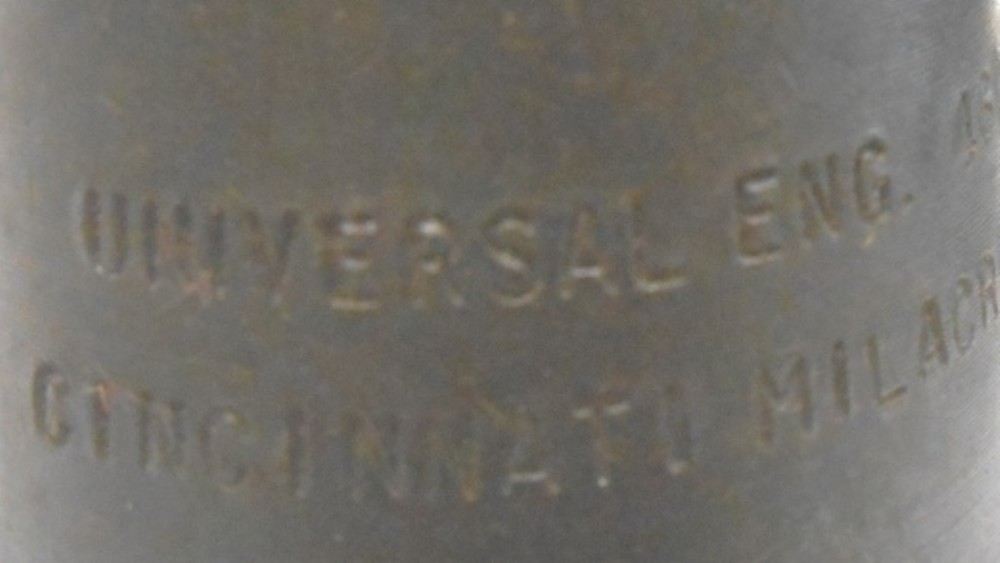 UNIVERSAL ENG.
CINCINNATI MILACR